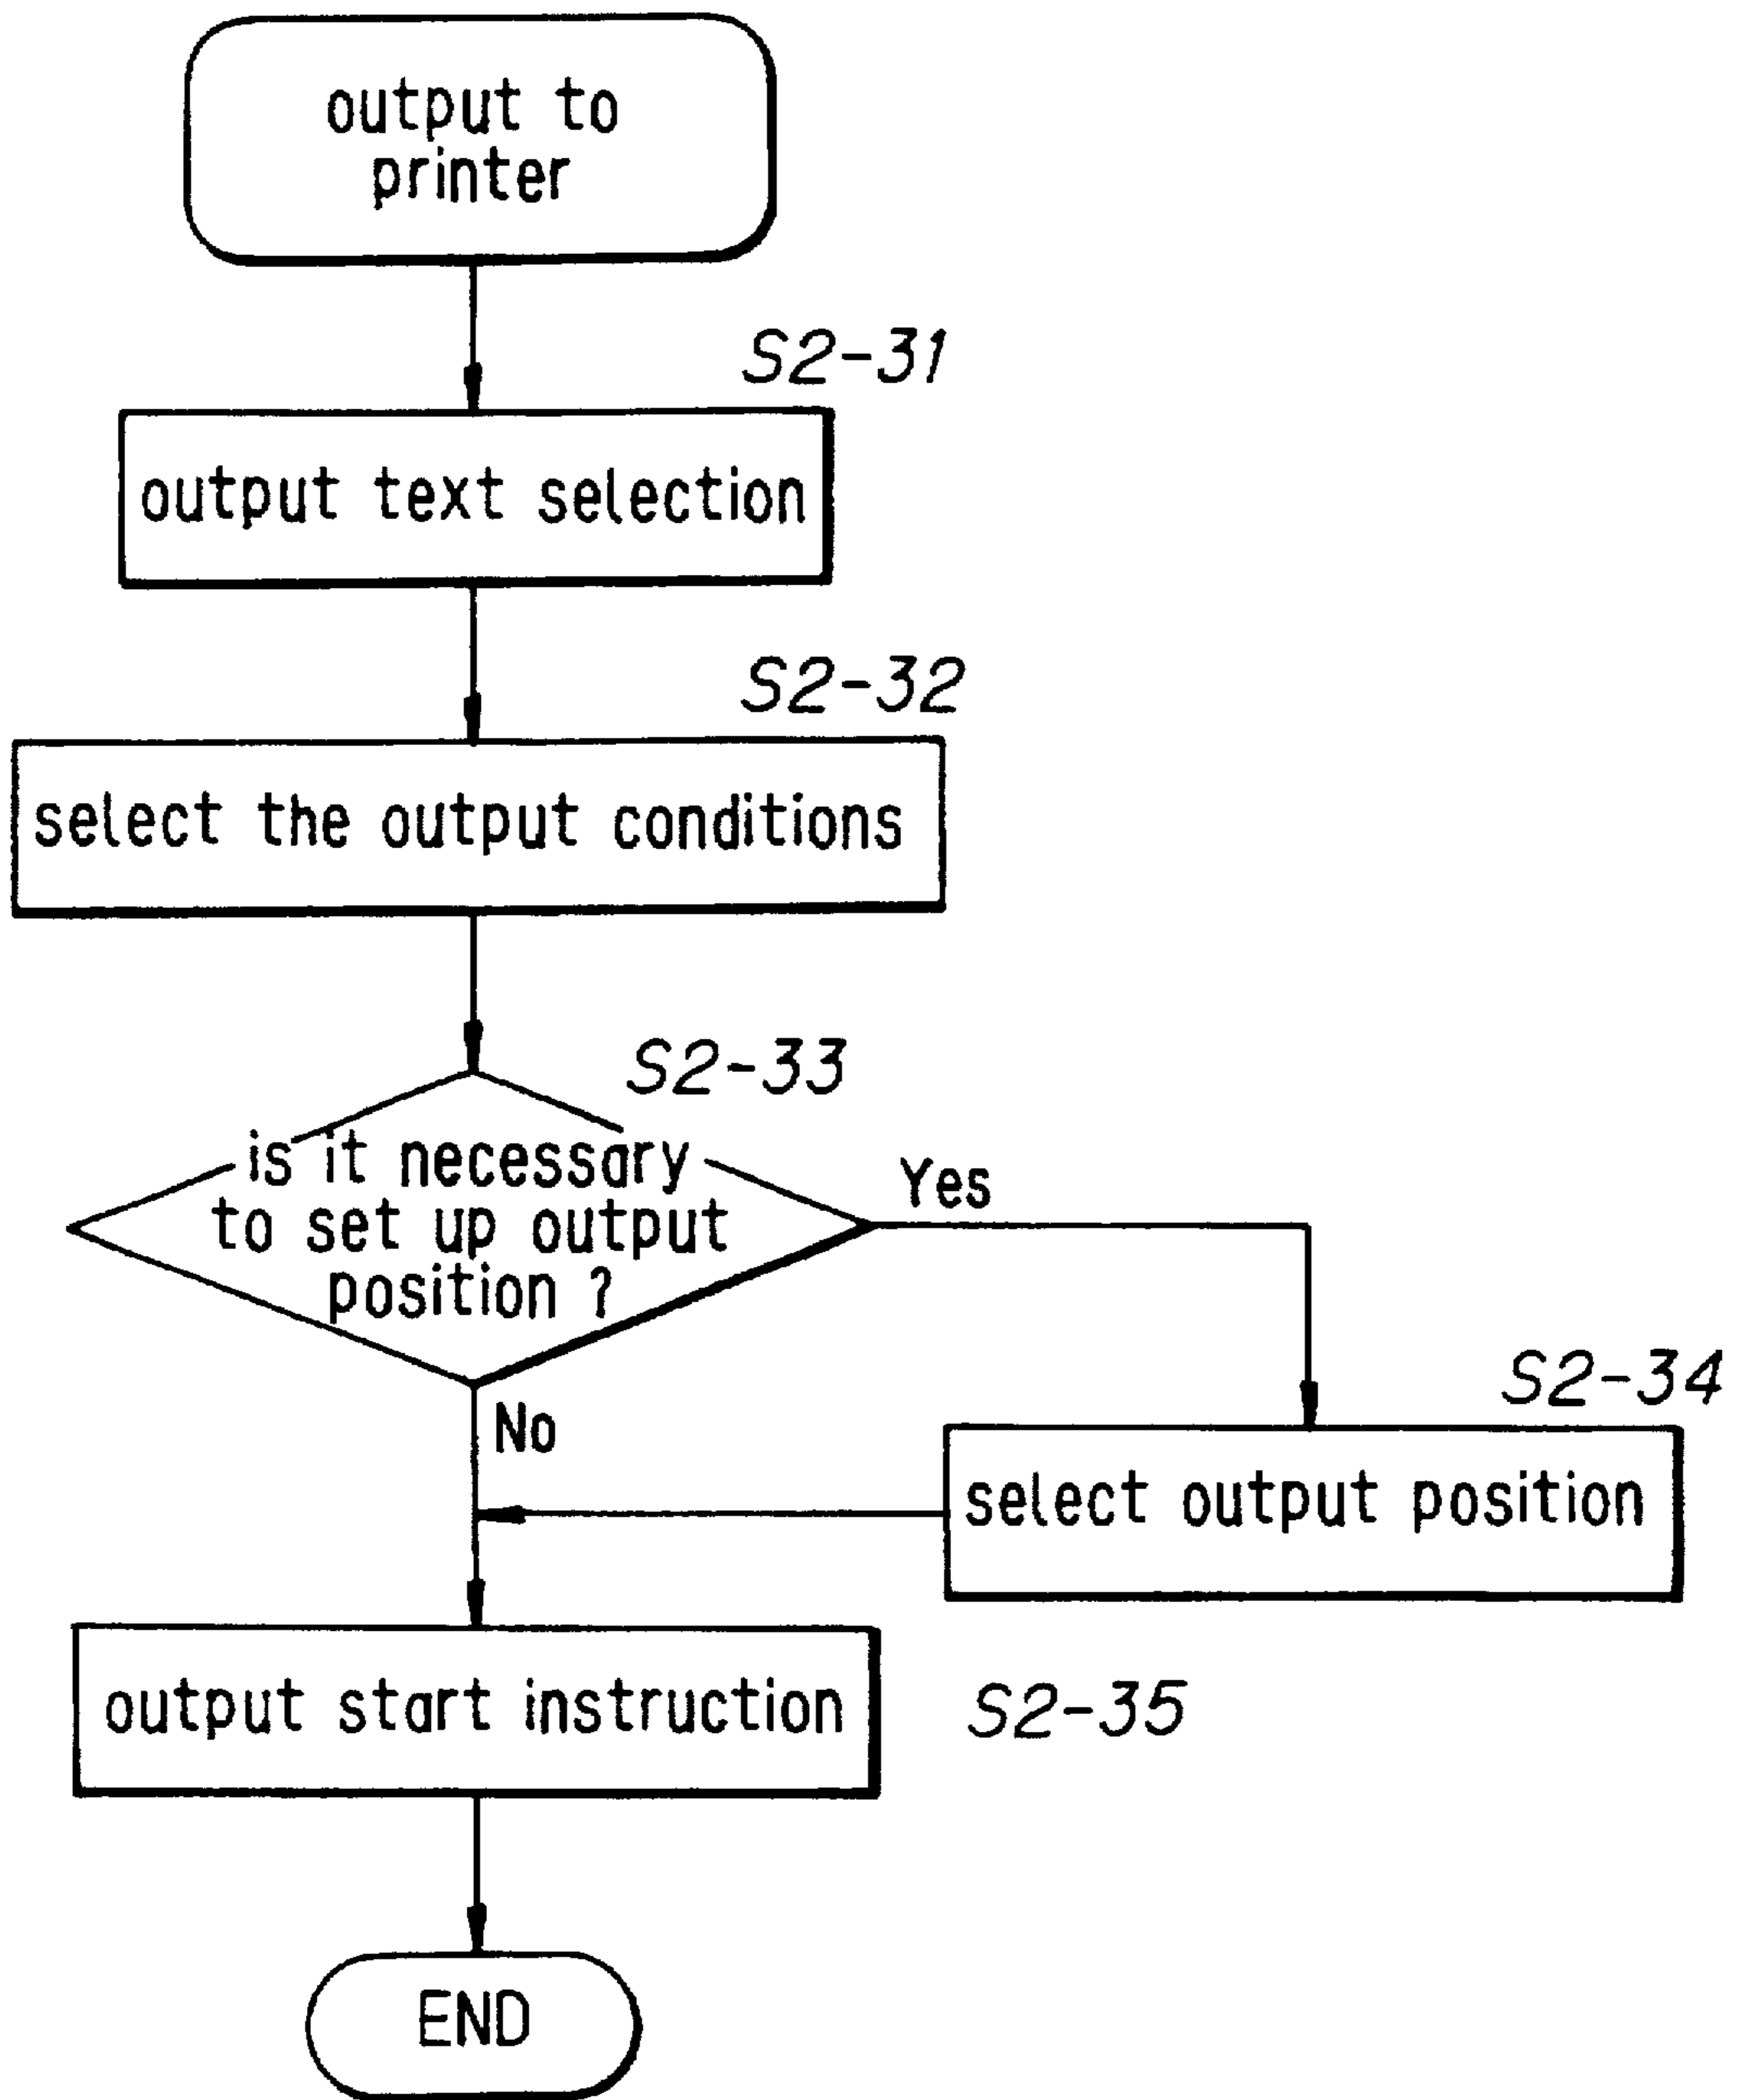 output to
printer
S2-31
output text selection
S2-32
select the output conditions
S2-33
is it necessary
to set up output
position ?
Yes
No
S2-34
select output position
output start instruction
S2-35
END